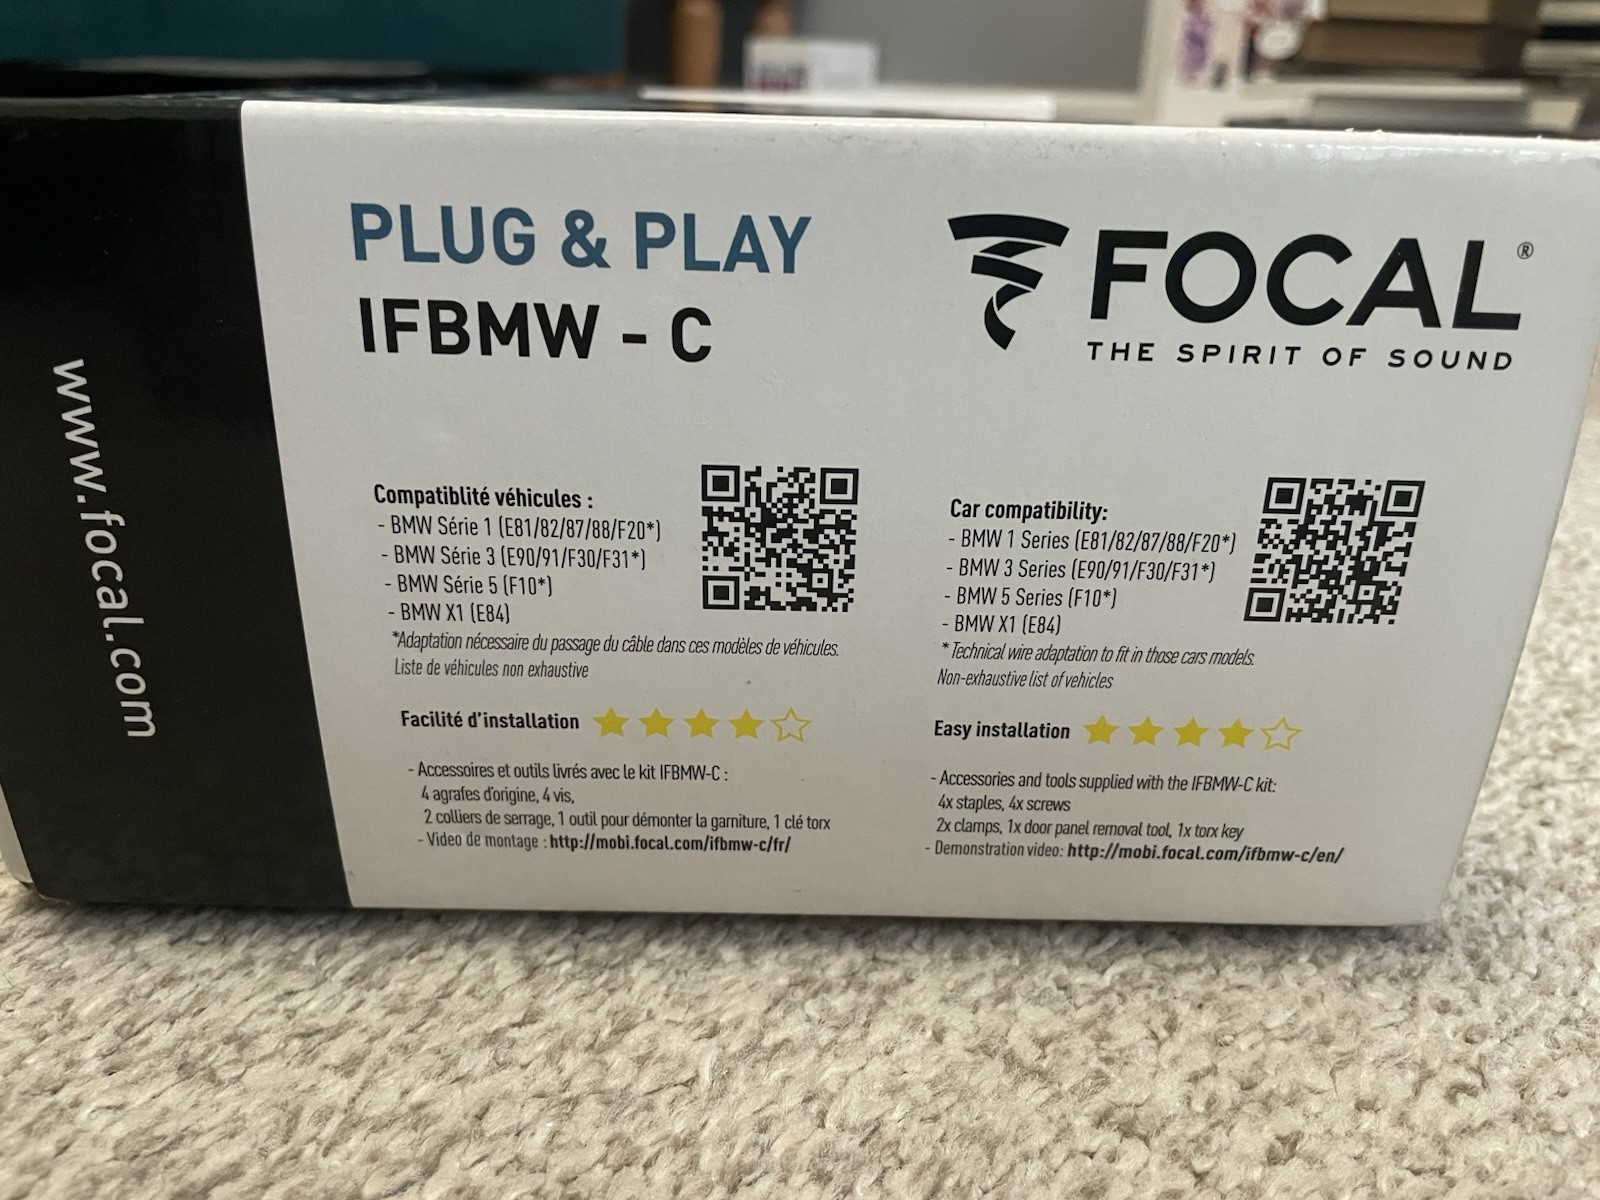 www.focal.com
PLUG & PLAY
IFBMW - C
FOCAL®
THE SPIRIT OF SOUND
Compatiblité véhicules :
- BMW Série 1 (E81/82/87/88/F20*)
- BMW Série 3 (E90/91/F30/F31*)
- BMW Série 5 (F10*)
- BMW X1 (E84)
*Adaptation nécessaire du passage du câble dans ces modèles de véhicules.
Liste de véhicules non exhaustive
Facilité d'installation
- Accessoires et outils livrés avec le kit IFBMW-C :
4 agrafes d'origine, 4 vis,
2 colliers de serrage, 1 outil pour démonter la garniture, 1 clé torx
- Video de montage : http://mobi.focal.com/ifbmw-c/fr/
Car compatibility:
- BMW 1 Series (E81/82/87/88/F20*)
- BMW 3 Series (E90/91/F30/F31*)
- BMW 5 Series (F10*)
- BMW X1 (E84)
* Technical wire adaptation to fit in those cars models.
Non-exhaustive list of vehicles
Easy installation
- Accessories and tools supplied with the IFBMW-C kit:
4x staples, 4x screws
2x clamps, 1x door panel removal tool, 1x torx key
- Demonstration video: http://mobi.focal.com/ifbmw-c/en/